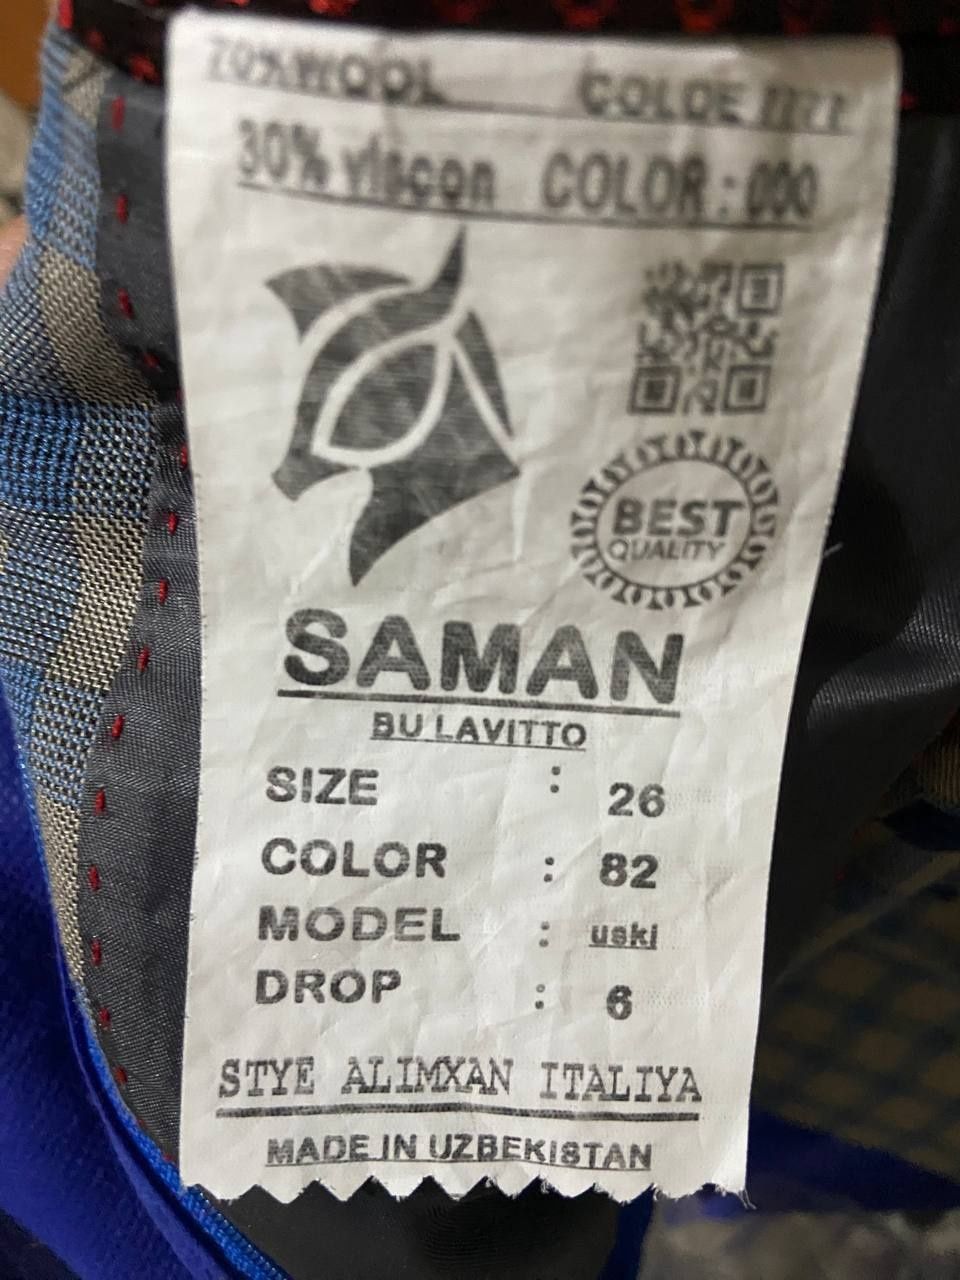 70%WOOL COLOE
30% viscon COLOR : 000
BEST
QUALITY
SAMAN
BU LAVITTO
SIZE : 26
COLOR : 82
MODEL : uski
DROP : 6
STYE ALIMXAN ITALIYA
MADE IN UZBEKISTAN